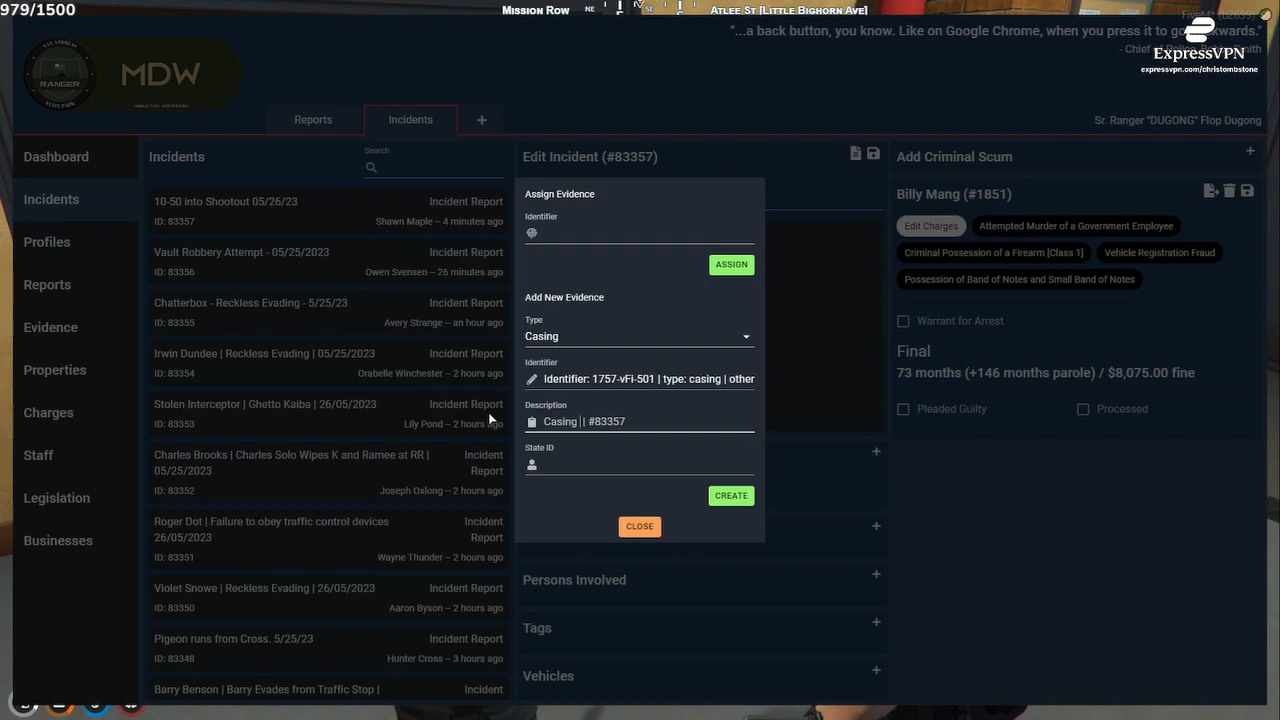 979/1500
Mission Row
NE
SE
Atlee St [Little Bighorn Ave]
"...a back button, you know. Like on Google Chrome, when you press it to go
kwards."
- Chief of Police,
Smith
ExpressVPN
expressvpn.com/christombstone
SAN ANDREAS
RANGER
STATE PARK
MDW
Reports
Incidents
+
Sr. Ranger "DUGONG" Flop Dugong
Dashboard
Incidents
Profiles
Reports
Evidence
Properties
Charges
Staff
Legislation
Businesses
Incidents
Search
10-50 into Shootout 05/26/23
Incident Report
ID: 83357
Shawn Maple – 4 minutes ago
Vault Robbery Attempt - 05/25/2023
Incident Report
ID: 83356
Owen Svensen – 26 minutes ago
Chatterbox - Reckless Evading - 5/25/23
Incident Report
ID: 83355
Avery Strange – an hour ago
Irwin Dundee | Reckless Evading | 05/25/2023
Incident Report
ID: 83354
Orabelle Winchester – 2 hours ago
Stolen Interceptor | Ghetto Kaiba | 26/05/2023
Incident Report
ID: 83353
Lily Pond – 2 hours ago
Charles Brooks | Charles Solo Wipes K and Ramee at RR |
05/25/2023
Incident
Report
ID: 83352
Joseph Oxlong – 2 hours ago
Roger Dot | Failure to obey traffic control devices
26/05/2023
Incident
Report
ID: 83351
Wayne Thunder – 2 hours ago
Violet Snowe | Reckless Evading | 26/05/2023
Incident Report
ID: 83350
Aaron Byson – 2 hours ago
Pigeon runs from Cross. 5/25/23
Incident Report
ID: 83348
Hunter Cross – 3 hours ago
Barry Benson | Barry Evades from Traffic Stop |
Incident
Edit Incident (#83357)
Assign Evidence
Identifier
ASSIGN
Add New Evidence
Type
Casing
Identifier
Identifier: 1757-vFi-501 | type: casing | other
Description
Casing | #83357
State ID
CREATE
CLOSE
Persons Involved
+
Tags
+
Vehicles
+
Add Criminal Scum
+
Billy Mang (#1851)
Edit Charges
Attempted Murder of a Government Employee
Criminal Possession of a Firearm [Class 1]
Vehicle Registration Fraud
Possession of Band of Notes and Small Band of Notes
Warrant for Arrest
Final
73 months (+146 months parole) / $8,075.00 fine
Pleaded Guilty
Processed